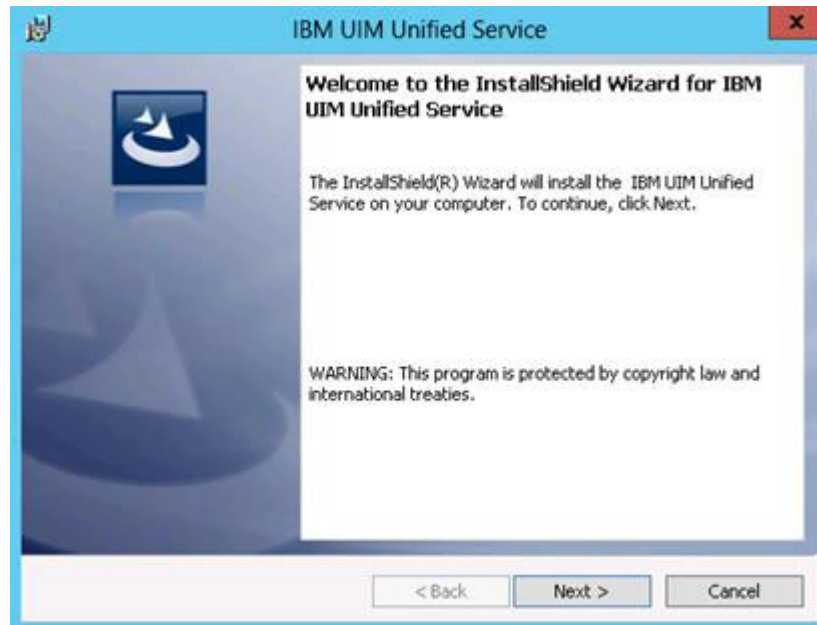 IBM UIM Unified Service
x
Welcome to the InstallShield Wizard for IBM
UIM Unified Service
The InstallShield(R) Wizard will install the IBM UIM Unified
Service on your computer. To continue, click Next.
WARNING: This program is protected by copyright law and
international treaties.
< Back
Next >
Cancel